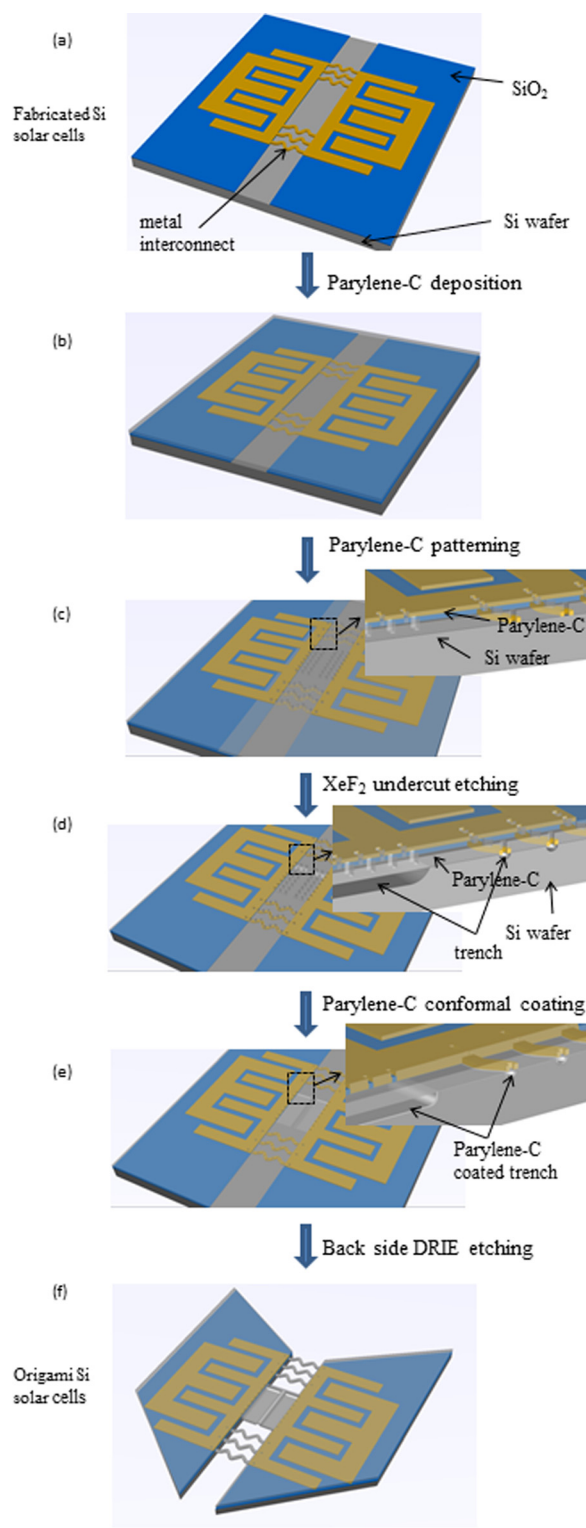 (a)
SiO2
Fabricated Si
solar cells
metal
interconnect
Si wafer
Parylene-C deposition
(b)
Parylene-C patterning
(c)
Parylene-C
Si wafer
XeF2 undercut etching
(d)
Parylene-C
Si wafer
trench
Parylene-C conformal coating
(e)
Parylene-C
coated trench
Back side DRIE etching
(f)
Origami Si
solar cells